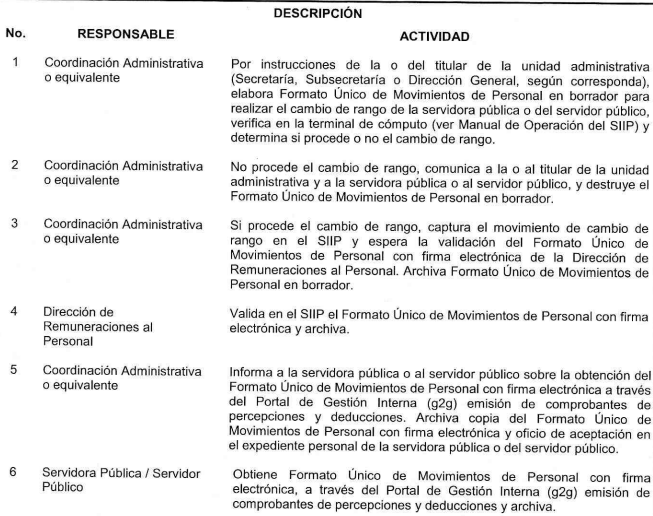 DESCRIPCIÓN
No. RESPONSABLE ACTIVIDAD
1 Coordinación Administrativa o equivalente
Por instrucciones de la o del titular de la unidad administrativa
(Secretaría, Subsecretaría o Dirección General, según corresponda),
elabora Formato Único de Movimientos de Personal en borrador para
realizar el cambio de rango de la servidora pública o del servidor público,
verifica en la terminal de cómputo (ver Manual de Operación del SIIP) y
determina si procede o no el cambio de rango.
2 Coordinación Administrativa
o equivalente
No procede el cambio de rango, comunica a la o al titular de la unidad
administrativa y a la servidora pública o al servidor público, y destruye el
Formato Único de Movimientos de Personal en borrador.
3 Coordinación Administrativa
o equivalente
Si procede el cambio de rango, captura el movimiento de cambio de
rango en el SIIP y espera la validación del Formato Único de
Movimientos de Personal con firma electrónica de la Dirección de
Remuneraciones al Personal. Archiva Formato Único de Movimientos de
Personal en borrador.
4 Dirección de
Remuneraciones al
Personal
Valida en el SIIP el Formato Único de Movimientos de Personal con firma
electrónica y archiva.
5 Coordinación Administrativa
o equivalente
Informa a la servidora pública o al servidor público sobre la obtención del
Formato Único de Movimientos de Personal con firma electrónica a través
del Portal de Gestión Interna (g2g) emisión de comprobantes de
percepciones y deducciones. Archiva copia del Formato Único de
Movimientos de Personal con firma electrónica y oficio de aceptación en
el expediente personal de la servidora pública o del servidor público.
6 Servidora Pública / Servidor
Público
Obtiene Formato Único de Movimientos de Personal con firma
electrónica, a través del Portal de Gestión Interna (g2g) emisión de
comprobantes de percepciones y deducciones y archiva.